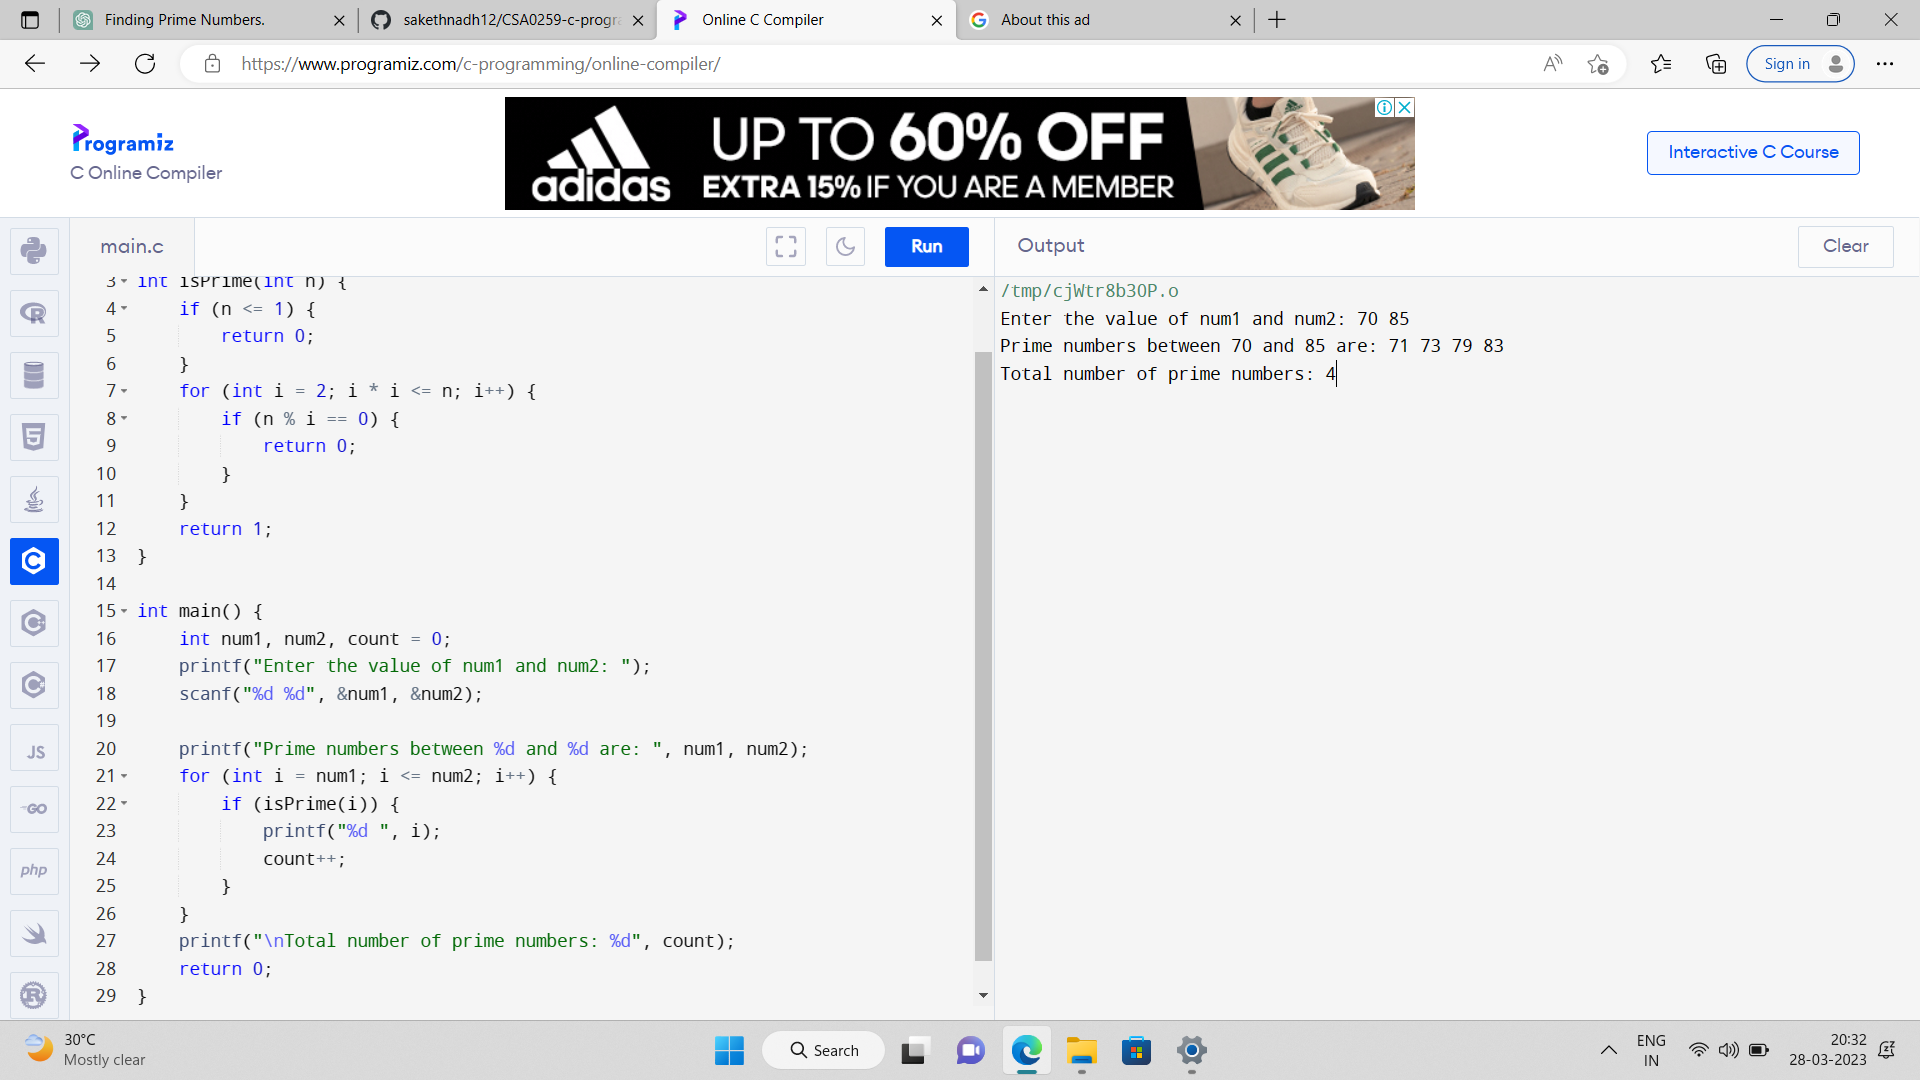 Finding Prime Numbers.
sakethnadh12/CSA0259-c-progra
Online C Compiler
About this ad
https://www.programiz.com/c-programming/online-compiler/
Sign in
Programiz
C Online Compiler
adidas
UP TO 60% OFF
EXTRA 15% IF YOU ARE A MEMBER
Interactive C Course
main.c
Run
Output
Clear
3 int isPrime(int n) {
4 if (n <= 1) {
5 return 0;
6 }
7 for (int i = 2; i * i <= n; i++) {
8 if (n % i == 0) {
9 return 0;
10 }
11 }
12 return 1;
13 }
14
15 int main() {
16 int num1, num2, count = 0;
17 printf("Enter the value of num1 and num2: ");
18 scanf("%d %d", &num1, &num2);
19
20 printf("Prime numbers between %d and %d are: ", num1, num2);
21 for (int i = num1; i <= num2; i++) {
22 if (isPrime(i)) {
23 printf("%d ", i);
24 count++;
25 }
26 }
27 printf("\nTotal number of prime numbers: %d", count);
28 return 0;
29 }
/tmp/cjWtr8b3OP.o
Enter the value of num1 and num2: 70 85
Prime numbers between 70 and 85 are: 71 73 79 83
Total number of prime numbers: 4
JS
GO
php
30°C
Mostly clear
Search
ENG
IN
20:32
28-03-2023